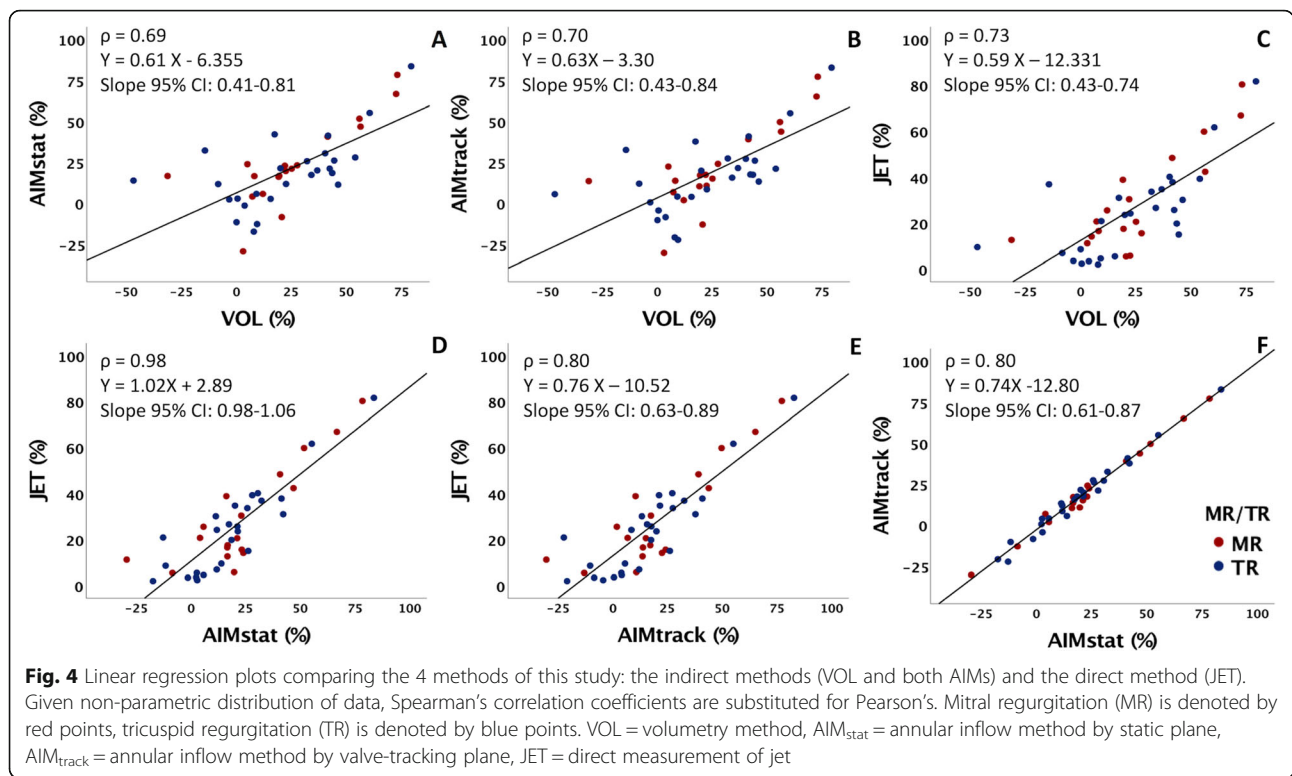 A
ρ = 0.69
Y = 0.61 X - 6.355
Slope 95% CI: 0.41-0.81
AIMstat (%)
100
75
50
25
0
−25
−50 −25 0 25 50 75
VOL (%)
B
ρ = 0.70
Y = 0.63X – 3.30
Slope 95% CI: 0.43-0.84
AIMtrack (%)
100
75
50
25
0
−25
−50 −25 0 25 50 75
VOL (%)
C
ρ = 0.73
Y = 0.59 X – 12.331
Slope 95% CI: 0.43-0.74
JET (%)
100
80
60
40
20
0
−50 −25 0 25 50 75
VOL (%)
D
ρ = 0.98
Y = 1.02X + 2.89
Slope 95% CI: 0.98-1.06
JET (%)
100
80
60
40
20
0
−25 0 25 50 75 100
AIMstat (%)
E
ρ = 0.80
Y = 0.76 X – 10.52
Slope 95% CI: 0.63-0.89
JET (%)
100
80
60
40
20
0
−25 0 25 50 75 100
AIMtrack (%)
F
ρ = 0. 80
Y = 0.74X -12.80
Slope 95% CI: 0.61-0.87
AIMtrack (%)
100
75
50
25
0
−25
−25 0 25 50 75 100
AIMstat (%)
MR/TR
MR
TR
Fig. 4 Linear regression plots comparing the 4 methods of this study: the indirect methods (VOL and both AIMs) and the direct method (JET).
Given non-parametric distribution of data, Spearman's correlation coefficients are substituted for Pearson's. Mitral regurgitation (MR) is denoted by
red points, tricuspid regurgitation (TR) is denoted by blue points. VOL = volumetry method, AIMstat = annular inflow method by static plane,
AIMtrack = annular inflow method by valve-tracking plane, JET = direct measurement of jet